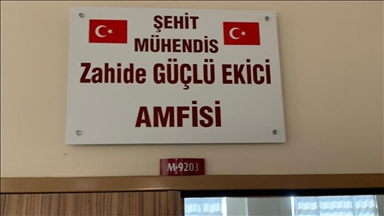 ŞEHİT
MÜHENDİS
Zahide GÜÇLÜ EKİCİ
AMFİSİ
M-9203